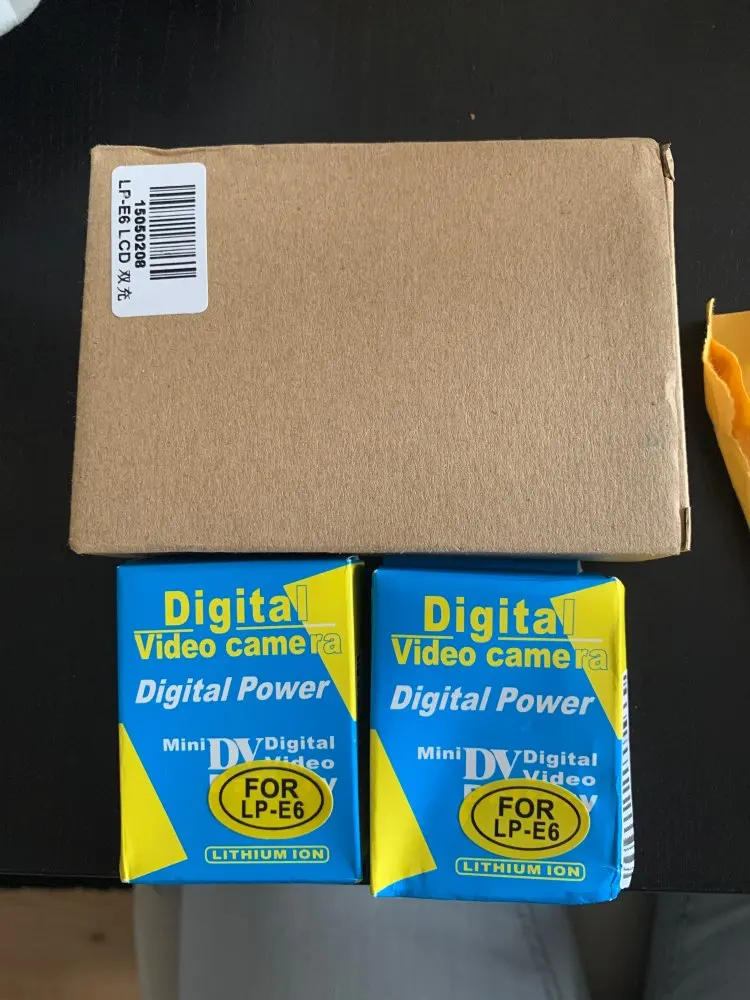 15050208
LP-E6 LCD 双充
Digital
Video camera
Digital Power
Mini DV Digital
Video
FOR
LP-E6
LITHIUM ION
Digital
Video camera
Digital Power
Mini DV Digital
Video
FOR
LP-E6
LITHIUM ION